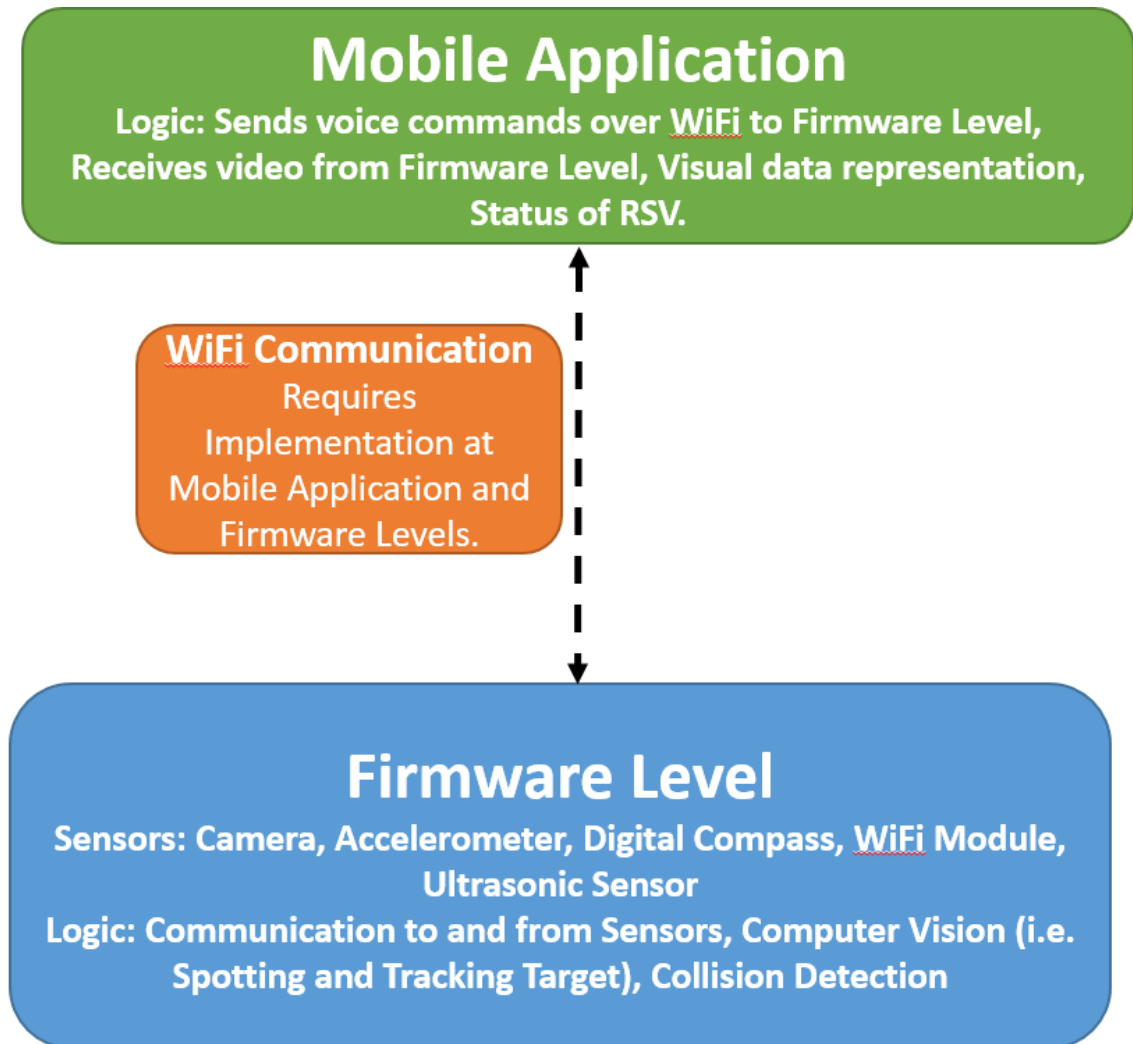 Mobile Application
Logic: Sends voice commands over WiFi to Firmware Level,
Receives video from Firmware Level, Visual data representation,
Status of RSV.
WiFi Communication
Requires
Implementation at
Mobile Application and
Firmware Levels.
Firmware Level
Sensors: Camera, Accelerometer, Digital Compass, WiFi Module,
Ultrasonic Sensor
Logic: Communication to and from Sensors, Computer Vision (i.e.
Spotting and Tracking Target), Collision Detection